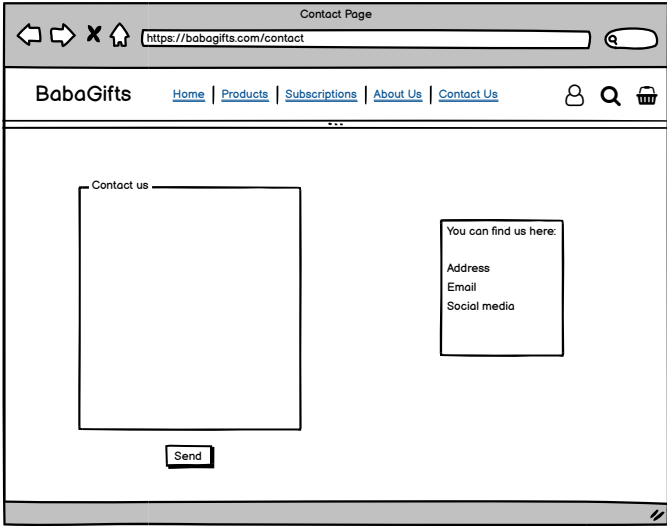 Contact Page
https://babagifts.com/contact
BabaGifts Home Products Subscriptions About Us Contact Us
Contact us
You can find us here:
Address
Email
Social media
Send